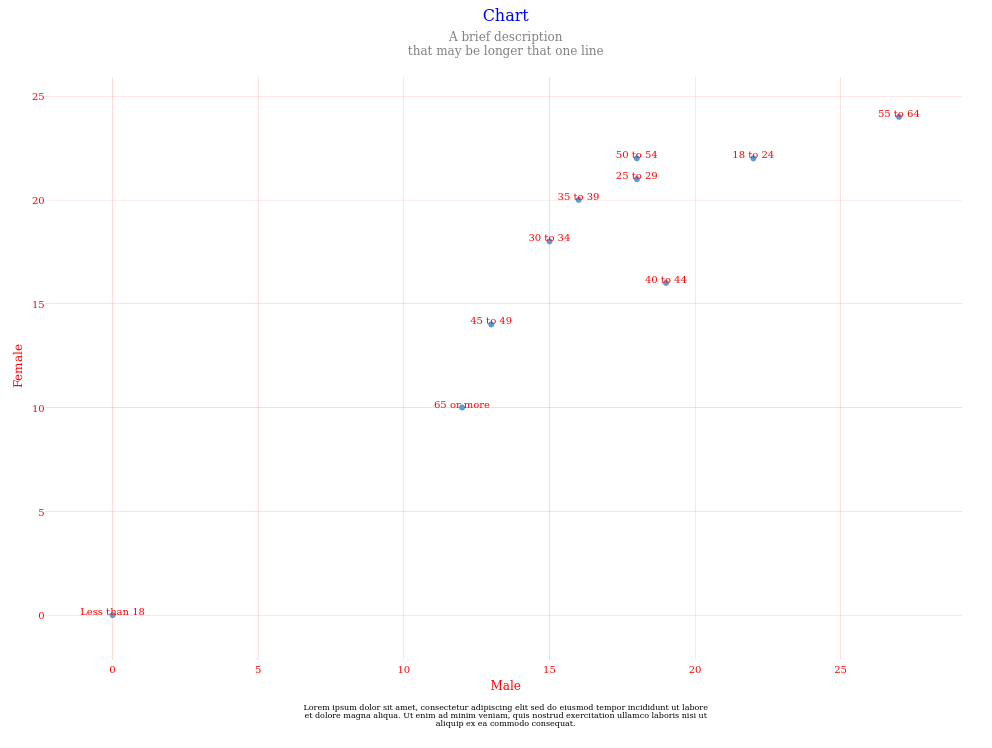 Chart
A brief description
that may be longer that one line
25
55 to 64
50 to 54
18 to 24
25 to 29
20
35 to 39
30 to 34
40 to 44
15
45 to 49
Female
10
65 or more
5
Less than 18
0
0
5
10
15
20
25
Male
Lorem ipsum dolor sit amet, consectetur adipiscing elit sed do eiusmod tempor incididunt ut labore
et dolore magna aliqua. Ut enim ad minim veniam, quis nostrud exercitation ullamco laboris nisi ut
aliquip ex ea commodo consequat.